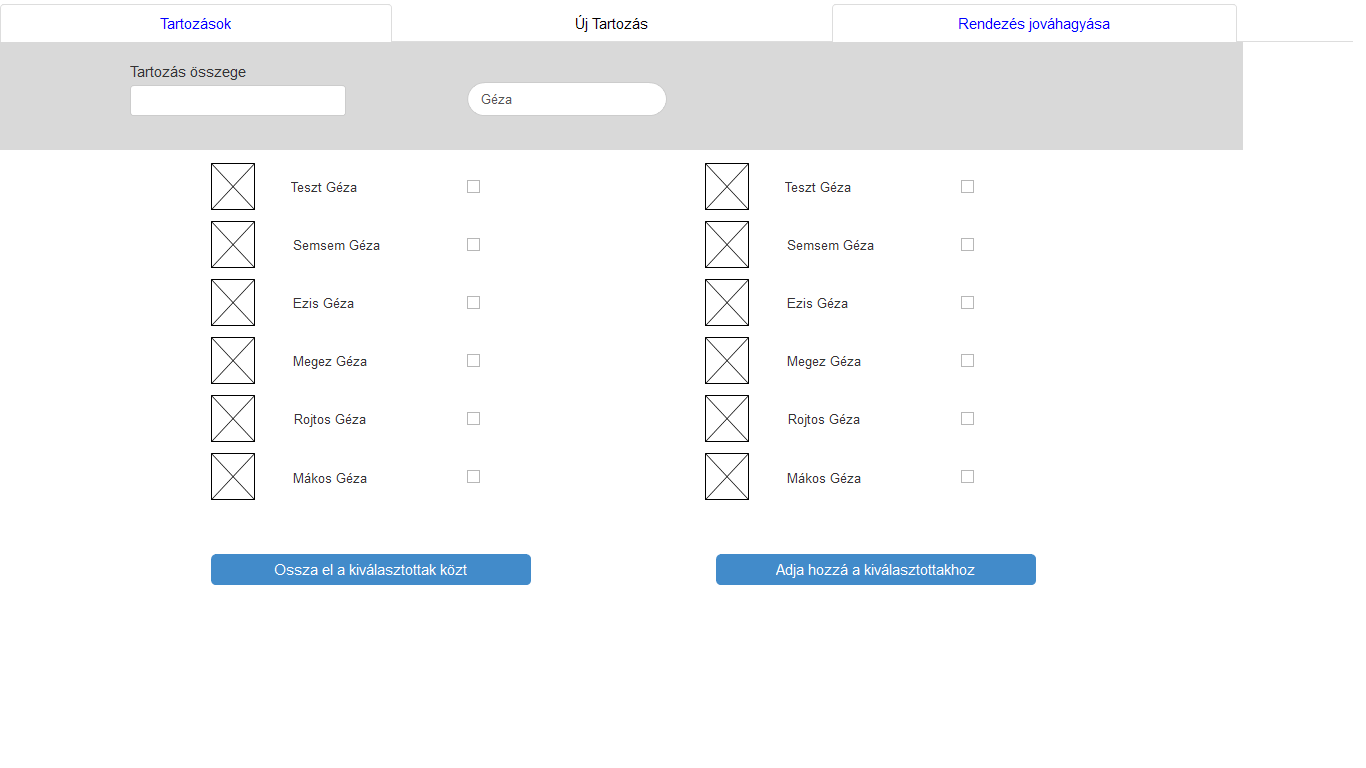 Tartozások
Új Tartozás
Rendezés jováhagyása
Tartozás összege
Géza
Teszt Géza
Teszt Géza
Semsem Géza
Semsem Géza
Ezis Géza
Ezis Géza
Megez Géza
Megez Géza
Rojtos Géza
Rojtos Géza
Mákos Géza
Mákos Géza
Ossza el a kiválasztottak közt
Adja hozzá a kiválasztottakhoz